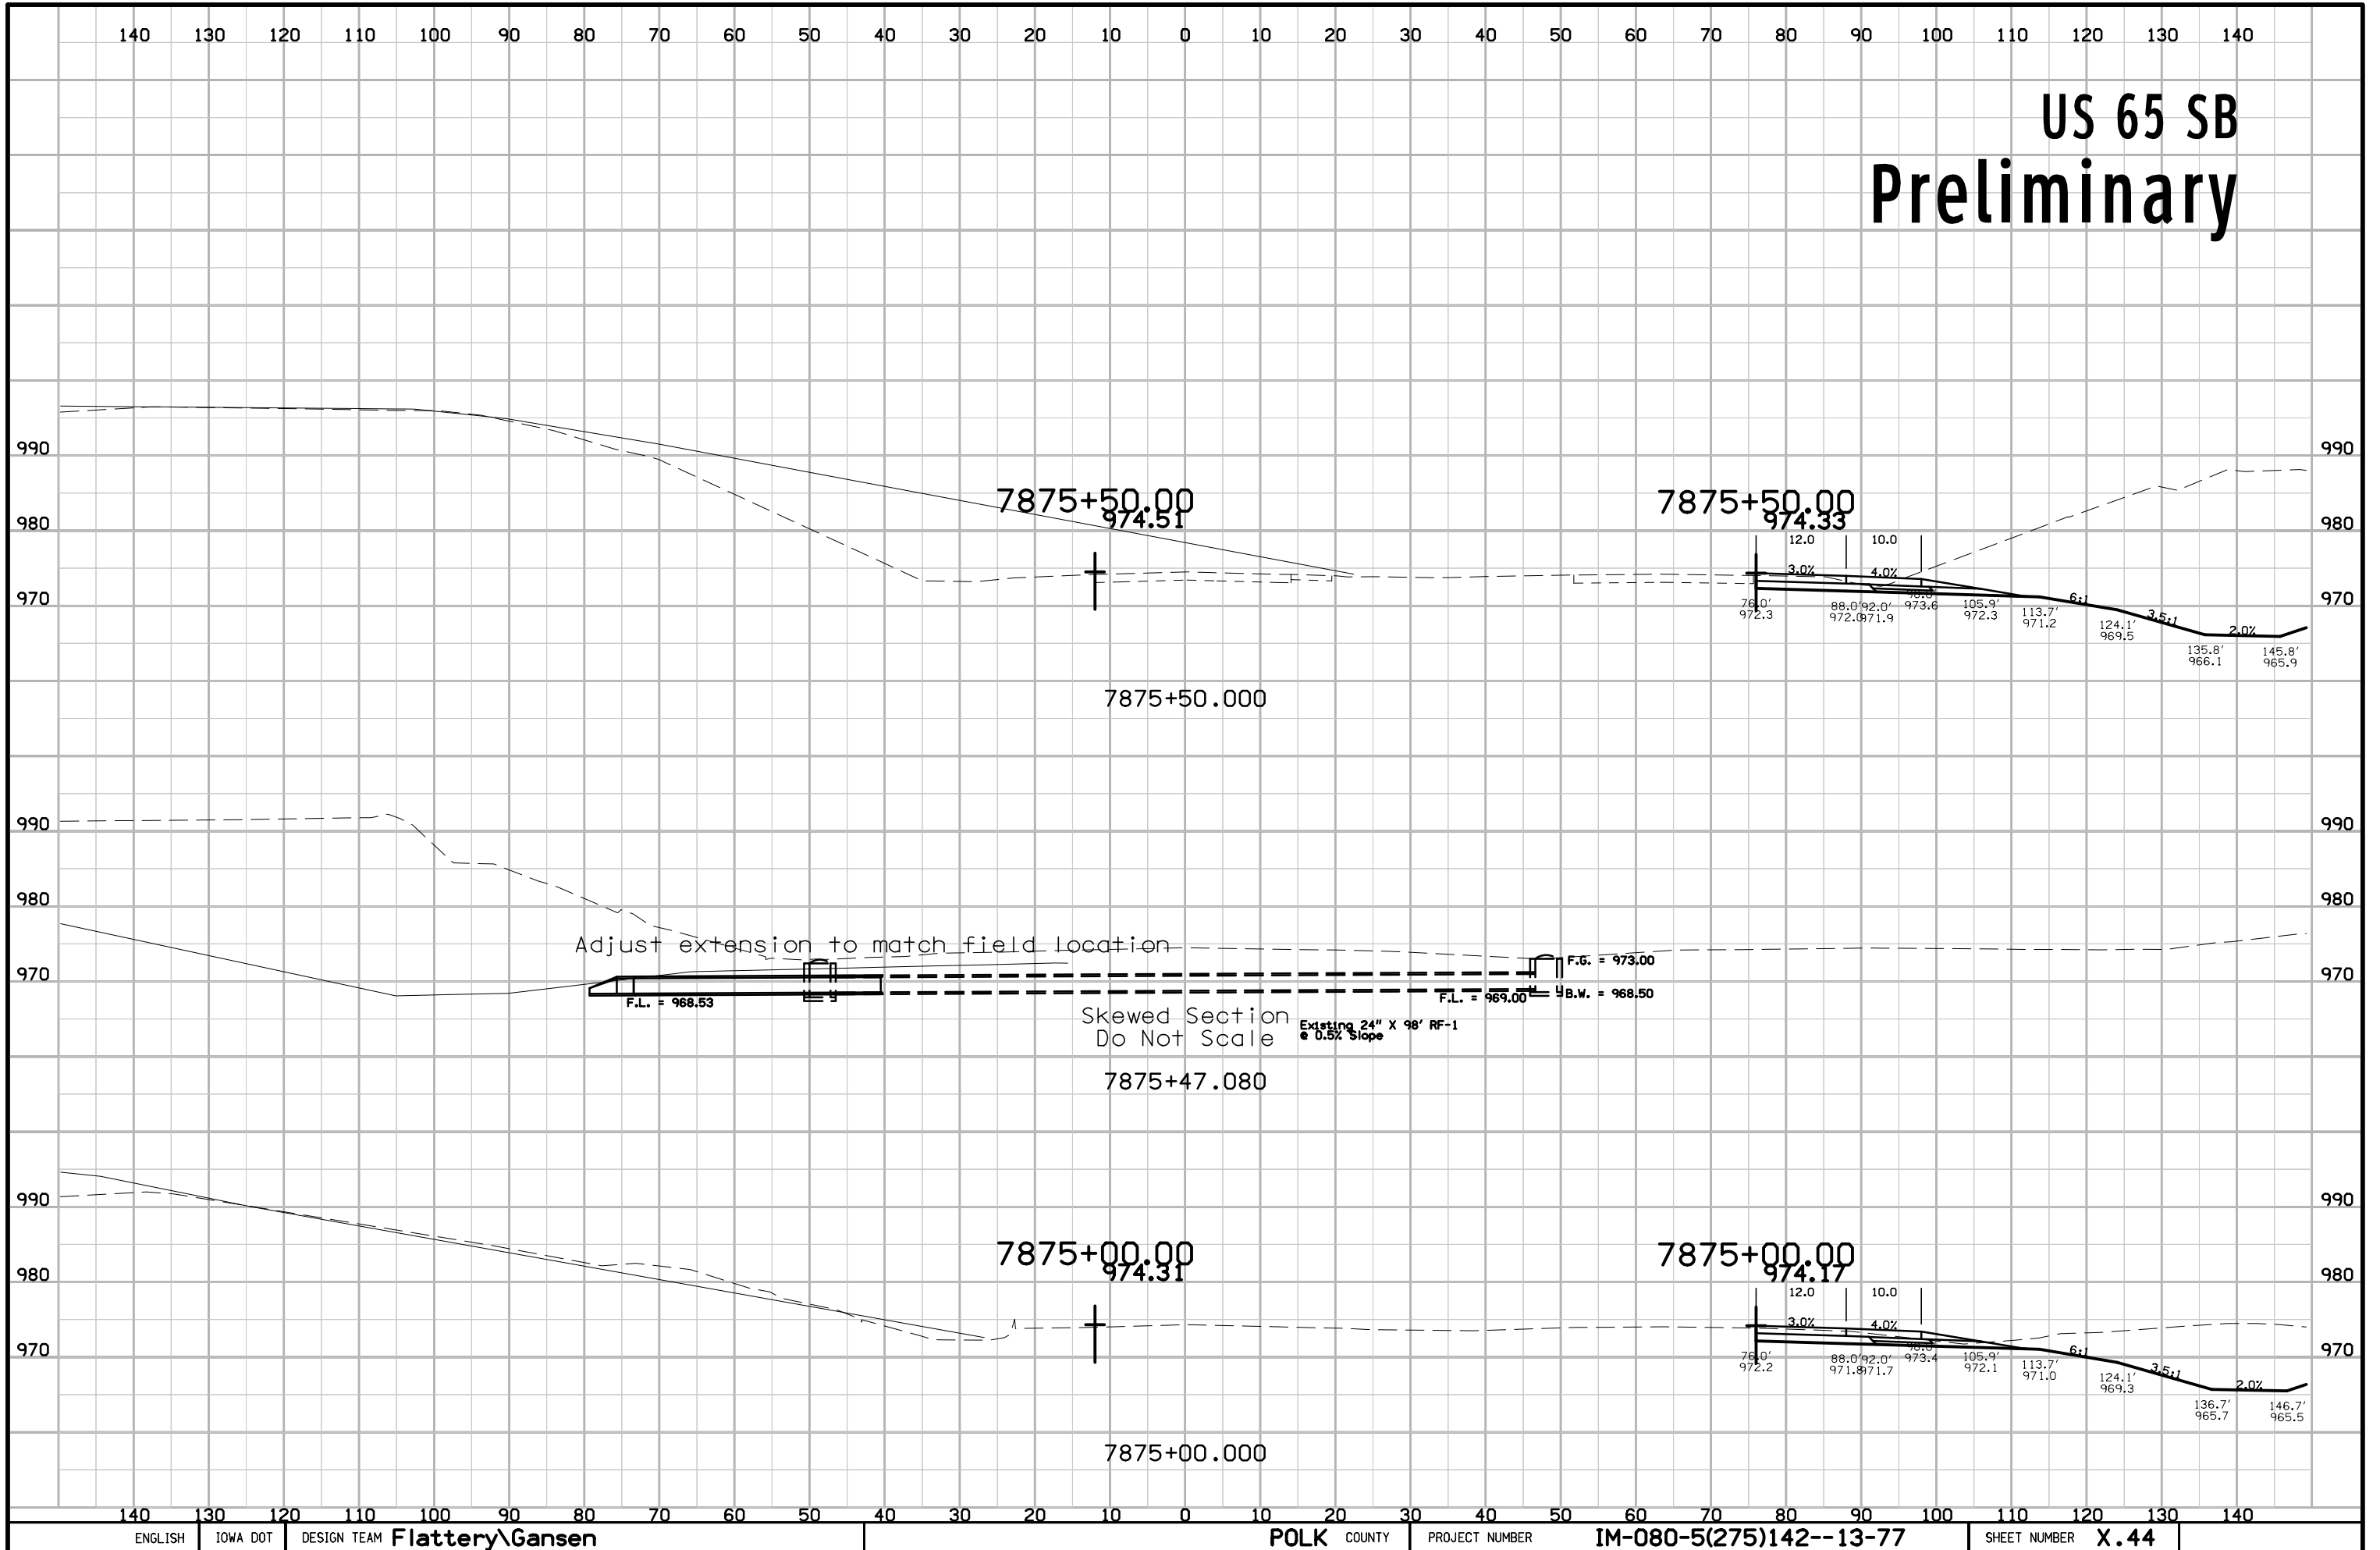 140 130 120 110 100 90 80 70 60 50 40 30 20 10 0 10 20 30 40 50 60 70 80 90 100 110 120 130 140
US 65 SB
Preliminary
990 990
7875+50.00 7875+50.00
974.51 974.33
980 980
12.0 10.0
3.0% 4.0%
970 970
76.0' 88.0' 92.0' 105.9' 113.7' 6:1 124.1' 3.5:1 2.0%
972.3 972.0 971.9 973.6 972.3 971.2 969.5
135.8' 145.8'
966.1 965.9
7875+50.000
990 990
980 980
Adjust extension to match field location
F.G. = 973.00
970 970
F.L. = 968.53 F.L. = 969.00 B.W. = 968.50
Skewed Section
Do Not Scale
Existing 24" X 98' RF-1
@ 0.5% Slope
7875+47.080
990 990
7875+00.00 7875+00.00
974.31 974.17
980 980
12.0 10.0
3.0% 4.0%
970 970
76.0' 88.0' 92.0' 105.9' 113.7' 6:1 124.1' 3.5:1 2.0%
972.2 971.8 971.7 973.4 972.1 971.0 969.3
136.7' 146.7'
965.7 965.5
7875+00.000
140 130 120 110 100 90 80 70 60 50 40 30 20 10 0 10 20 30 40 50 60 70 80 90 100 110 120 130 140
ENGLISH IOWA DOT DESIGN TEAM Flattery\Gansen POLK COUNTY PROJECT NUMBER IM-080-5(275)142--13-77 SHEET NUMBER X.44